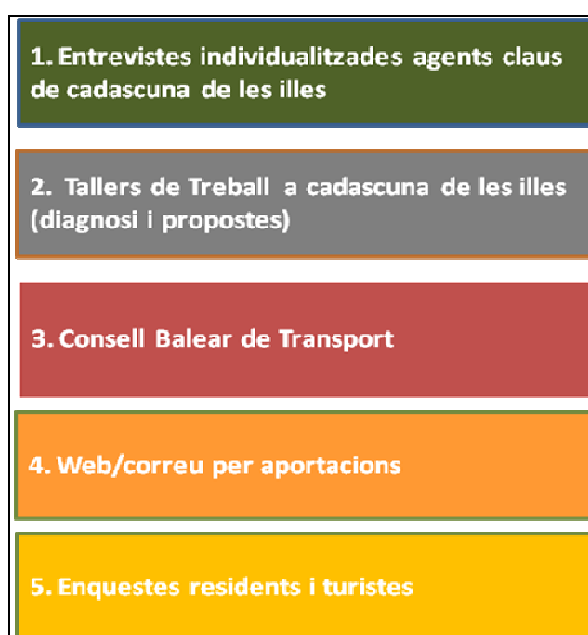 1. Entrevistes individualitzades agents claus
de cadascuna de les illes
2. Tallers de Treball a cadascuna de les illes
(diagnosi i propostes)
3. Consell Balear de Transport
4. Web/correu per aportacions
5. Enquestes residents i turistes